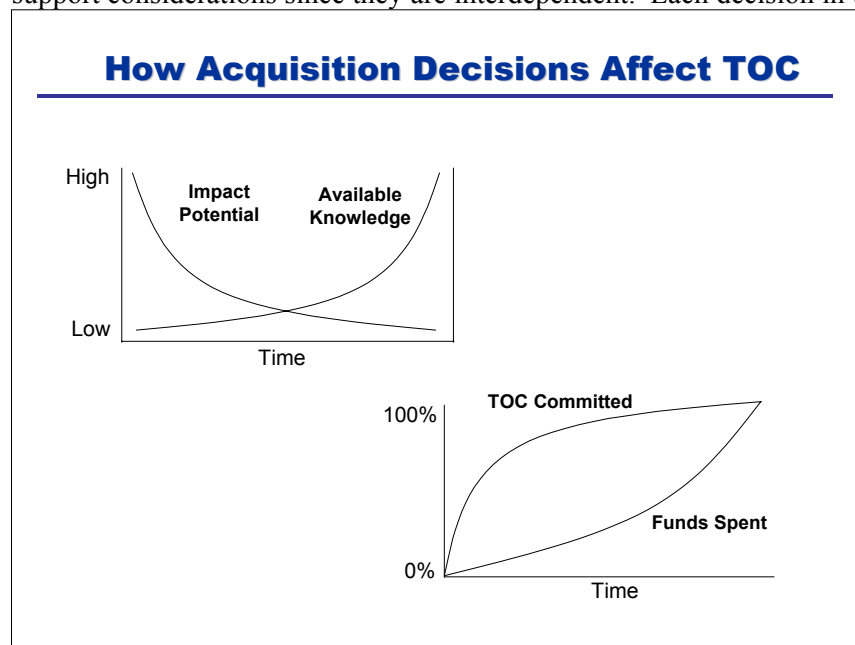 support considerations since they are interdependent. Each decision in
How Acquisition Decisions Affect TOC
High
Impact
Potential
Available
Knowledge
Low
Time
100%
TOC Committed
Funds Spent
0%
Time